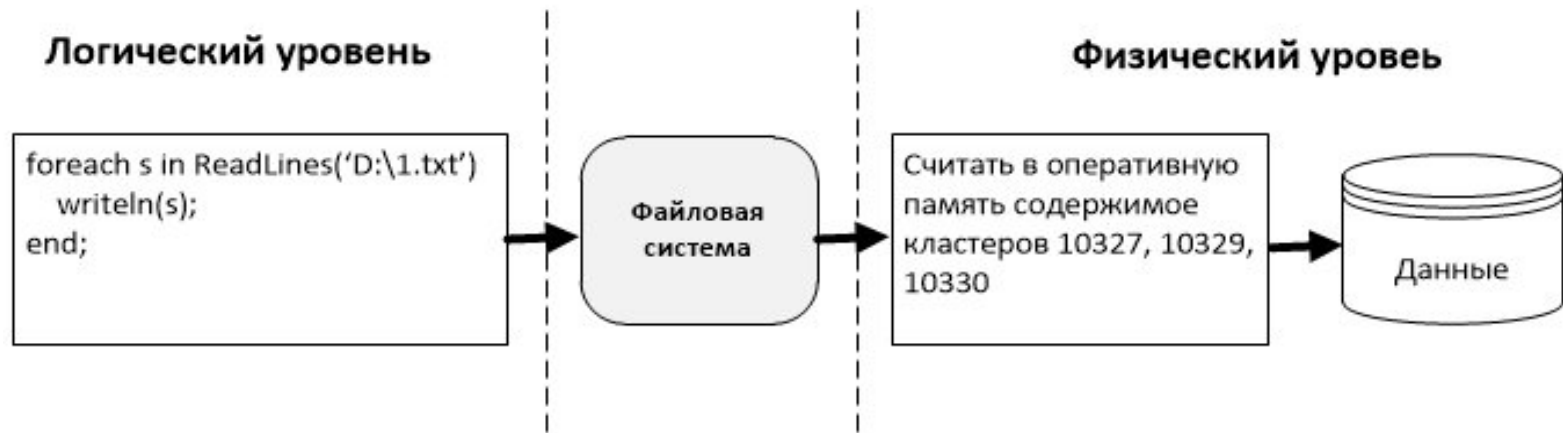 Логический уровень
Физический уровеь
foreach s in ReadLines(‘D:\1.txt’)
writeln(s);
end;
Файловая
система
Считать в оперативную
память содержимое
кластеров 10327, 10329,
10330
Данные